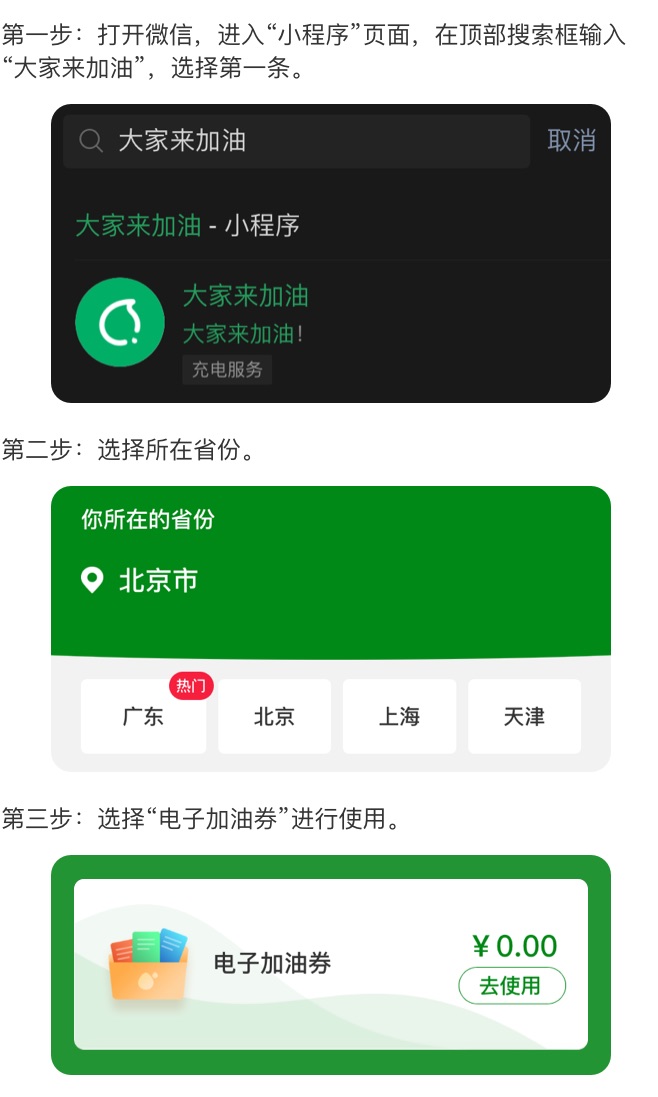 第一步：打开微信，进入“小程序”页面，在顶部搜索框输入
“大家来加油”，选择第一条。
大家来加油 取消
大家来加油 - 小程序
大家来加油
大家来加油！
充电服务
第二步：选择所在省份。
你所在的省份
北京市
热门
广东 北京 上海 天津
第三步：选择“电子加油券”进行使用。
¥ 0.00
电子加油券
去使用